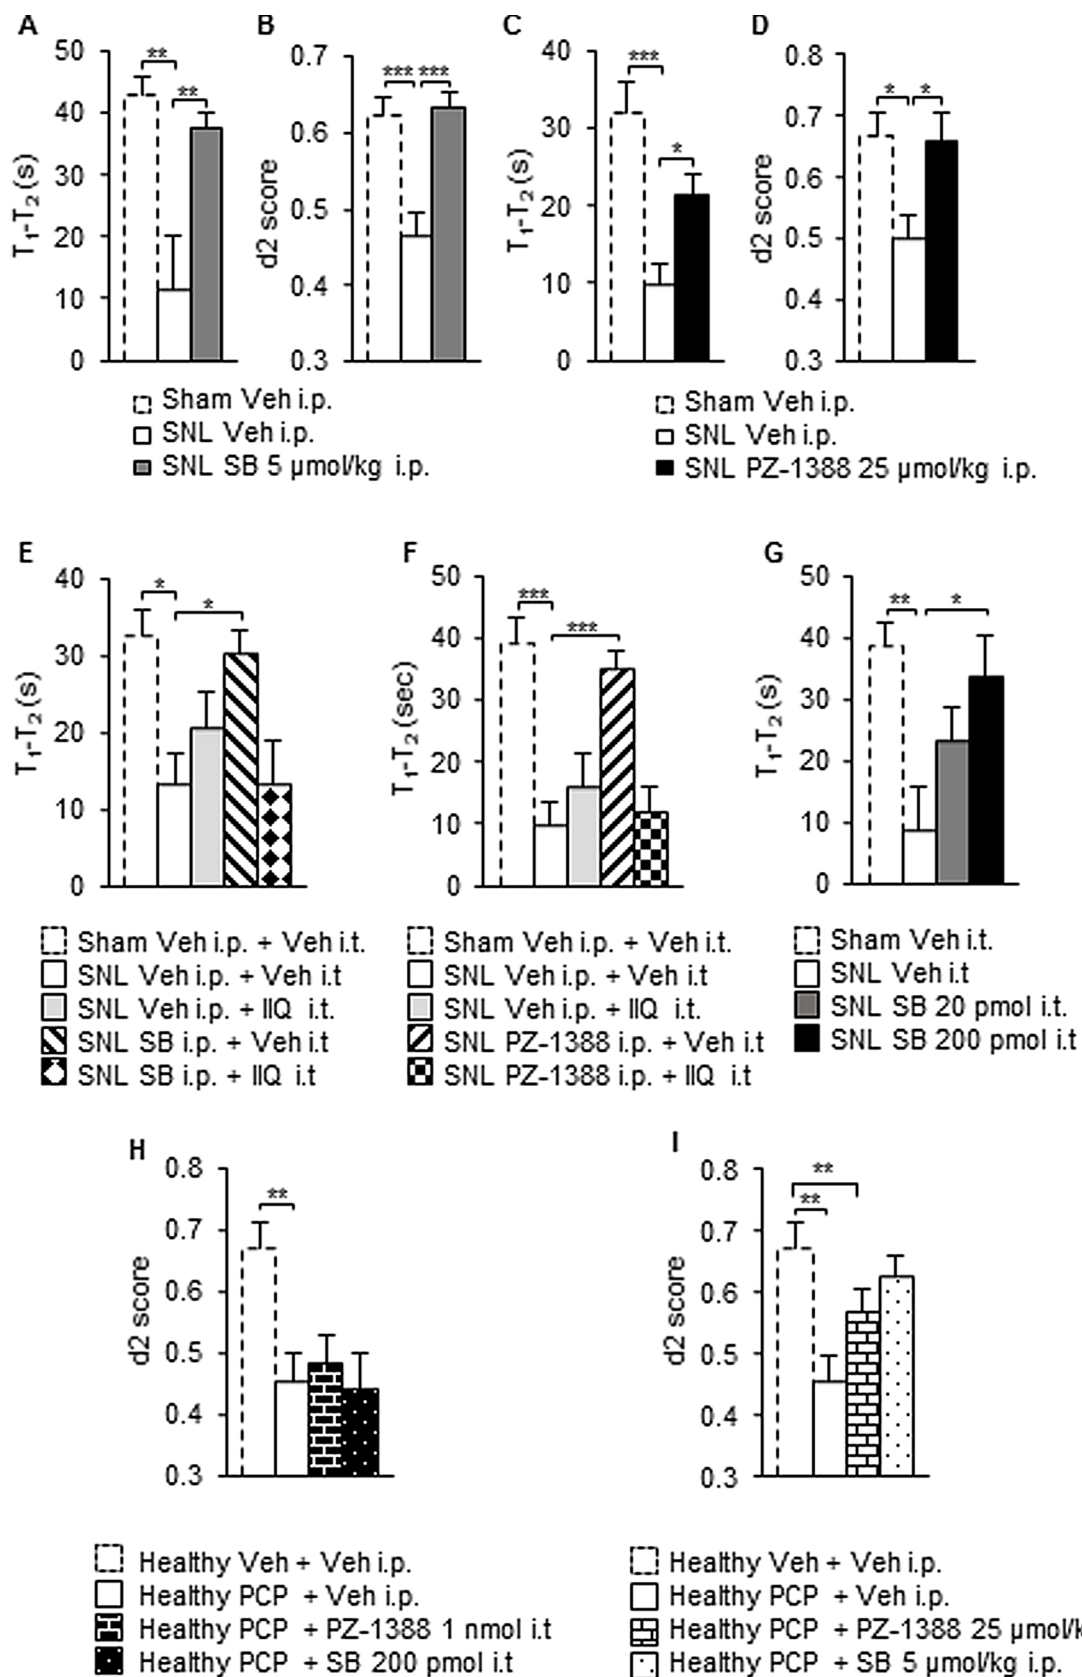 A
B
C
D
50
40
30
20
10
0
T₁-T₂ (s)
**
**
0.7
0.6
0.5
0.4
0.3
d2 score
*** ***
40
30
20
10
0
T₁-T₂ (s)
***
*
0.8
0.7
0.6
0.5
0.4
0.3
d2 score
* *
Sham Veh i.p.
SNL Veh i.p.
SNL SB 5 µmol/kg i.p.
Sham Veh i.p.
SNL Veh i.p.
SNL PZ-1388 25 µmol/kg i.p.
E
F
G
40
30
20
10
0
T₁-T₂ (s)
*
*
50
40
30
20
10
0
T₁-T₂ (sec)
***
***
50
40
30
20
10
0
T₁-T₂ (s)
**
*
Sham Veh i.p. + Veh i.t.
SNL Veh i.p. + Veh i.t
SNL Veh i.p. + IIQ i.t.
SNL SB i.p. + Veh i.t
SNL SB i.p. + IIQ i.t
Sham Veh i.p. + Veh i.t.
SNL Veh i.p. + Veh i.t
SNL Veh i.p. + IIQ i.t.
SNL PZ-1388 i.p. + Veh i.t
SNL PZ-1388 i.p. + IIQ i.t
Sham Veh i.t.
SNL Veh i.t
SNL SB 20 pmol i.t.
SNL SB 200 pmol i.t
H
I
0.8
0.7
0.6
0.5
0.4
0.3
d2 score
**
0.8
0.7
0.6
0.5
0.4
0.3
d2 score
**
**
Healthy Veh + Veh i.p.
Healthy PCP + Veh i.p.
Healthy PCP + PZ-1388 1 nmol i.t
Healthy PCP + SB 200 pmol i.t
Healthy Veh + Veh i.p.
Healthy PCP + Veh i.p.
Healthy PCP + PZ-1388 25 µmol/k
Healthy PCP + SB 5 µmol/kg i.p.